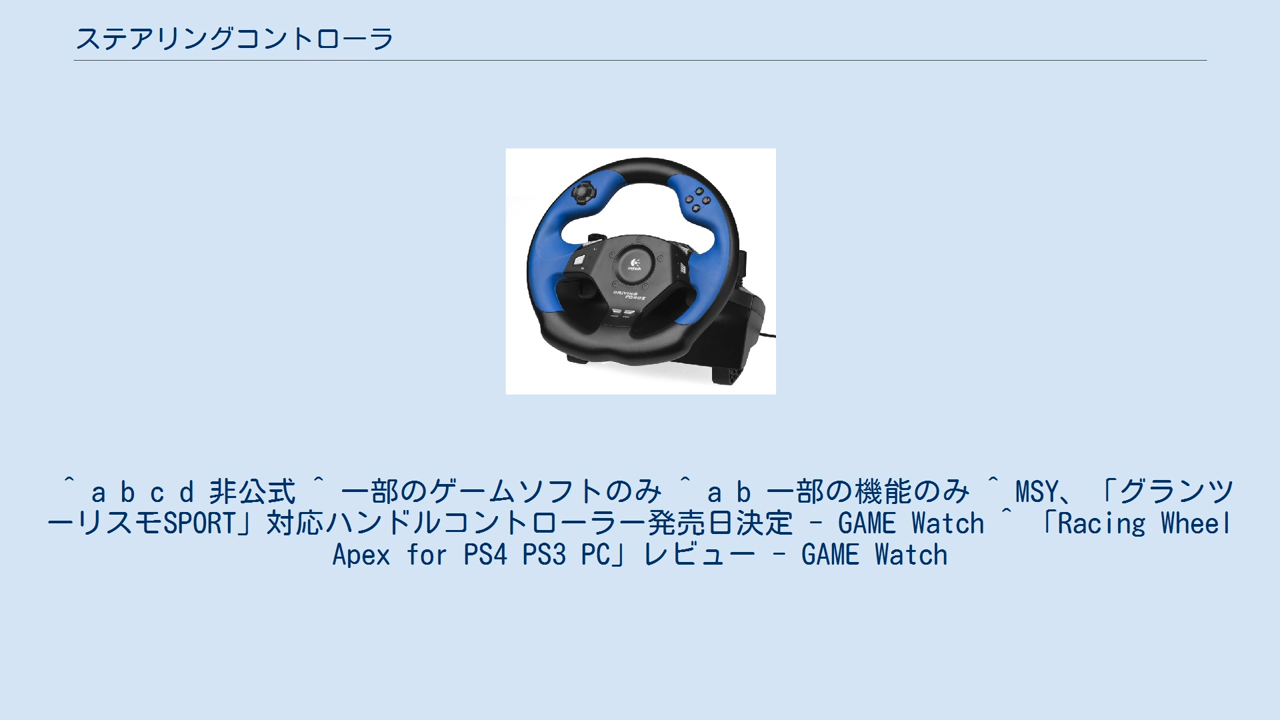 ステアリングコントローラ
DRIVING
FORCE
^ a b c d 非公式 ^ 一部のゲームソフトのみ ^ a b 一部の機能のみ ^ MSY、「グランツ
ーリスモSPORT」対応ハンドルコントローラー発売日決定 - GAME Watch ^ 「Racing Wheel
Apex for PS4 PS3 PC」レビュー - GAME Watch